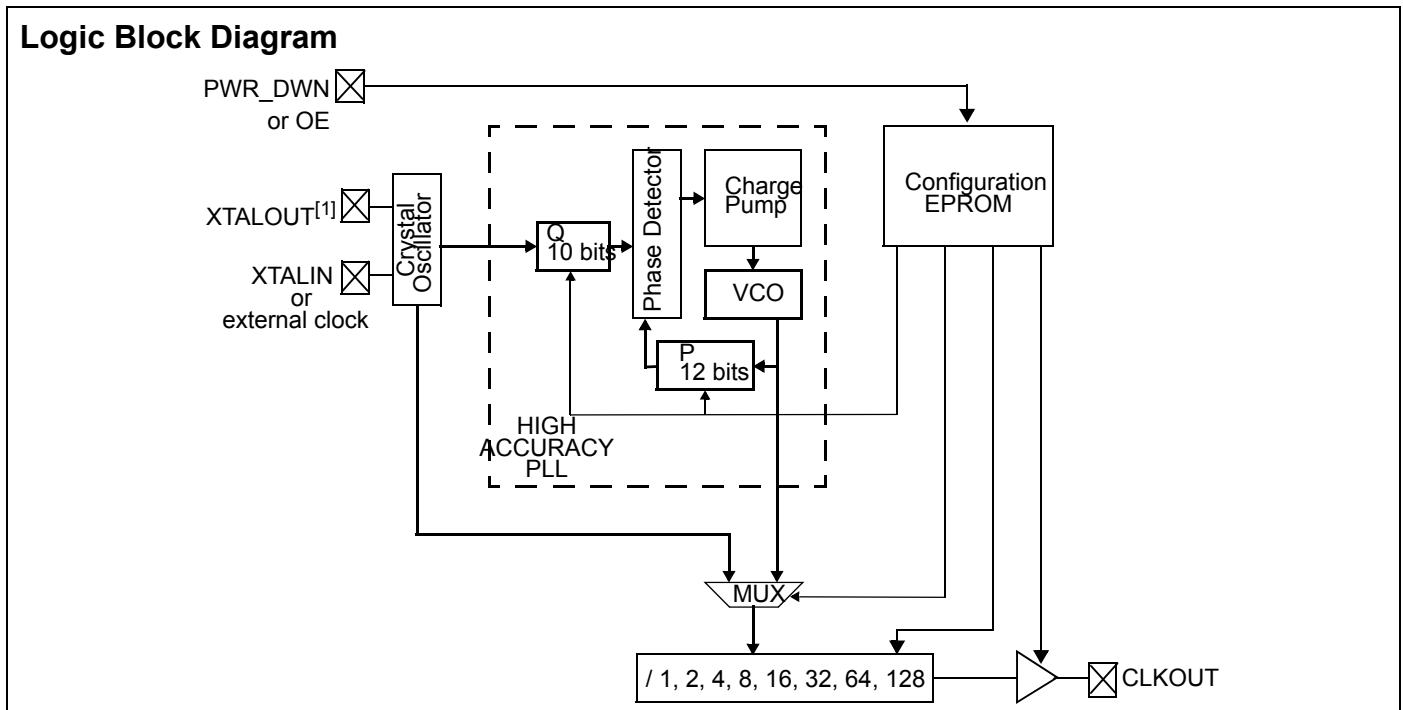 Logic Block Diagram
PWR_DWN
or OE
XTALOUT[1]
XTALIN
or
external clock
Crystal
Oscillator
Q
10 bits
Phase Detector
Charge
Pump
VCO
P
12 bits
HIGH
ACCURACY
PLL
Configuration
EPROM
MUX
/ 1, 2, 4, 8, 16, 32, 64, 128
CLKOUT